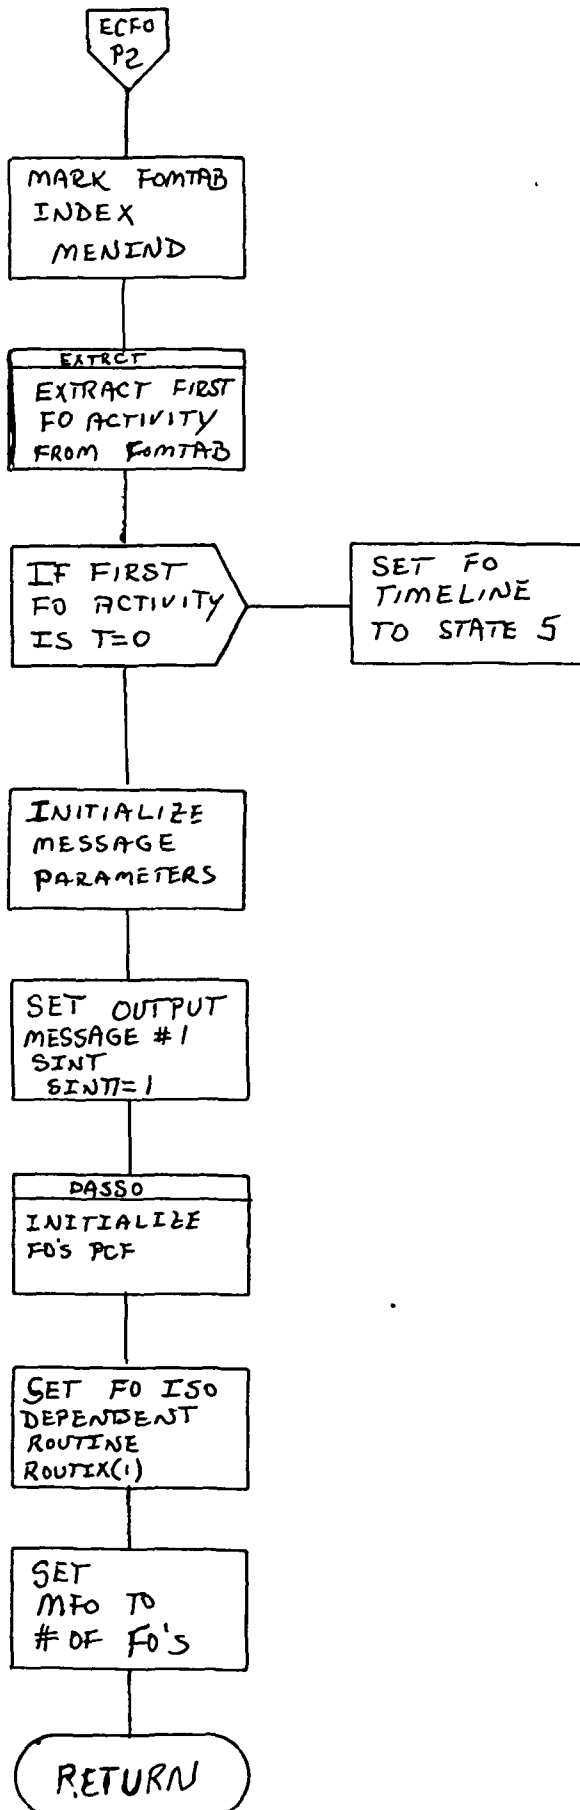 ECFO
P2
MARK FOMTAB
INDEX
MENIND
EXTRCT
EXTRACT FIRST
FO ACTIVITY
FROM FOMTAB
IF FIRST
FO ACTIVITY
IS T=0
SET FO
TIMELINE
TO STATE 5
INITIALIZE
MESSAGE
PARAMETERS
SET OUTPUT
MESSAGE #1
SINT
SINTI=1
DASSO
INITIALIZE
FO'S PCF
SET FO ISO
DEPENDENT
ROUTINE
ROUTIX(1)
SET
MFO TO
# OF FO'S
RETURN